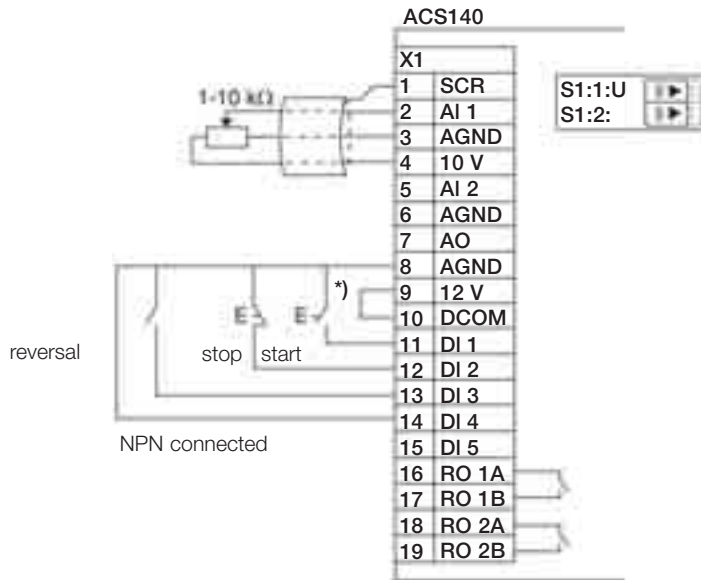 ACS140
X1
1 SCR
2 AI 1
3 AGND
4 10 V
5 AI 2
6 AGND
7 AO
8 AGND
9 12 V
10 DCOM
11 DI 1
12 DI 2
13 DI 3
14 DI 4
15 DI 5
16 RO 1A
17 RO 1B
18 RO 2A
19 RO 2B
S1:1:U
S1:2:
1-10 kΩ
*)
E E
reversal stop start
NPN connected